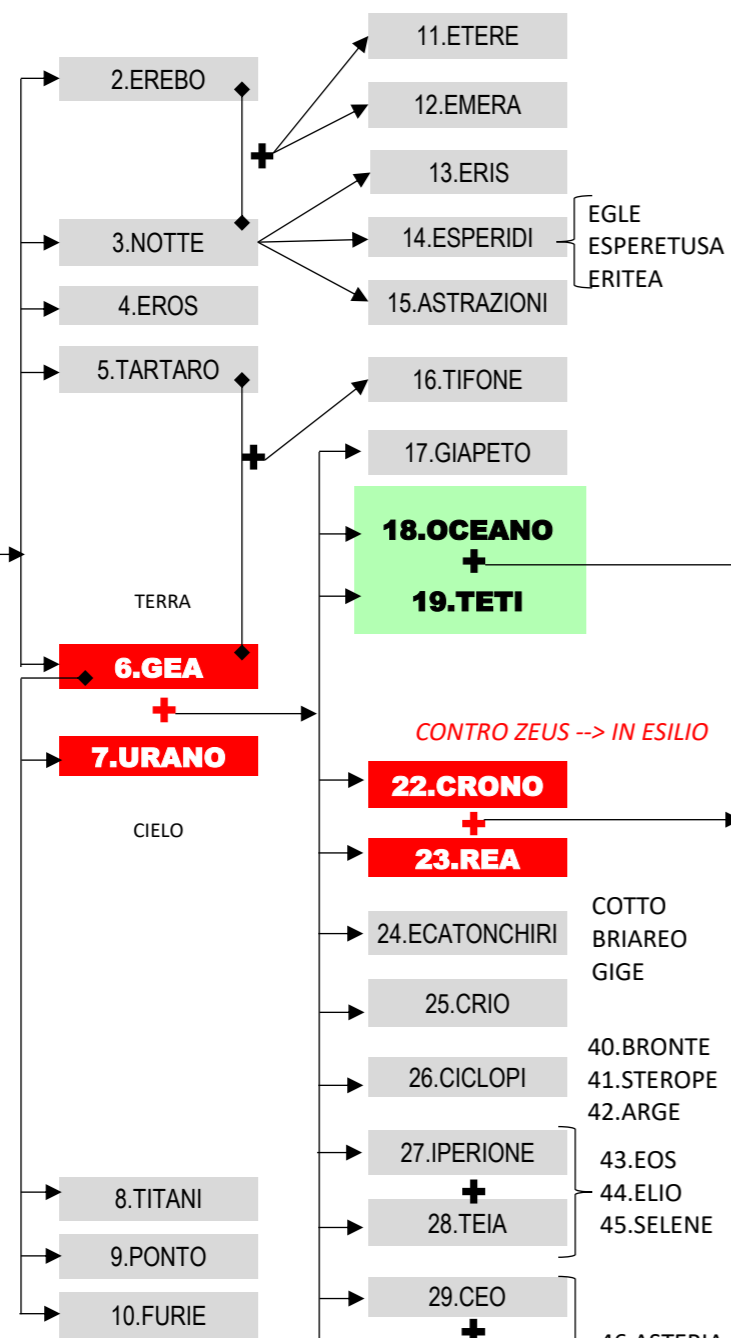 2.EREBO
3.NOTTE
4.EROS
5.TARTARO
TERRA
6.GEA
+
7.URANO
CIELO
8.TITANI
9.PONTO
10.FURIE
+
+
11.ETERE
12.EMERA
13.ERIS
14.ESPERIDI
15.ASTRAZIONI
EGLE
ESPERETUSA
ERITEA
16.TIFONE
17.GIAPETO
18.OCEANO
+
19.TETI
CONTRO ZEUS --> IN ESILIO
22.CRONO
+
23.REA
24.ECATONCHIRI
COTTO
BRIAREO
GIGE
25.CRIO
26.CICLOPI
40.BRONTE
41.STEROPE
42.ARGE
27.IPERIONE
+
28.TEIA
43.EOS
44.ELIO
45.SELENE
29.CEO
+
46.ASTERIA